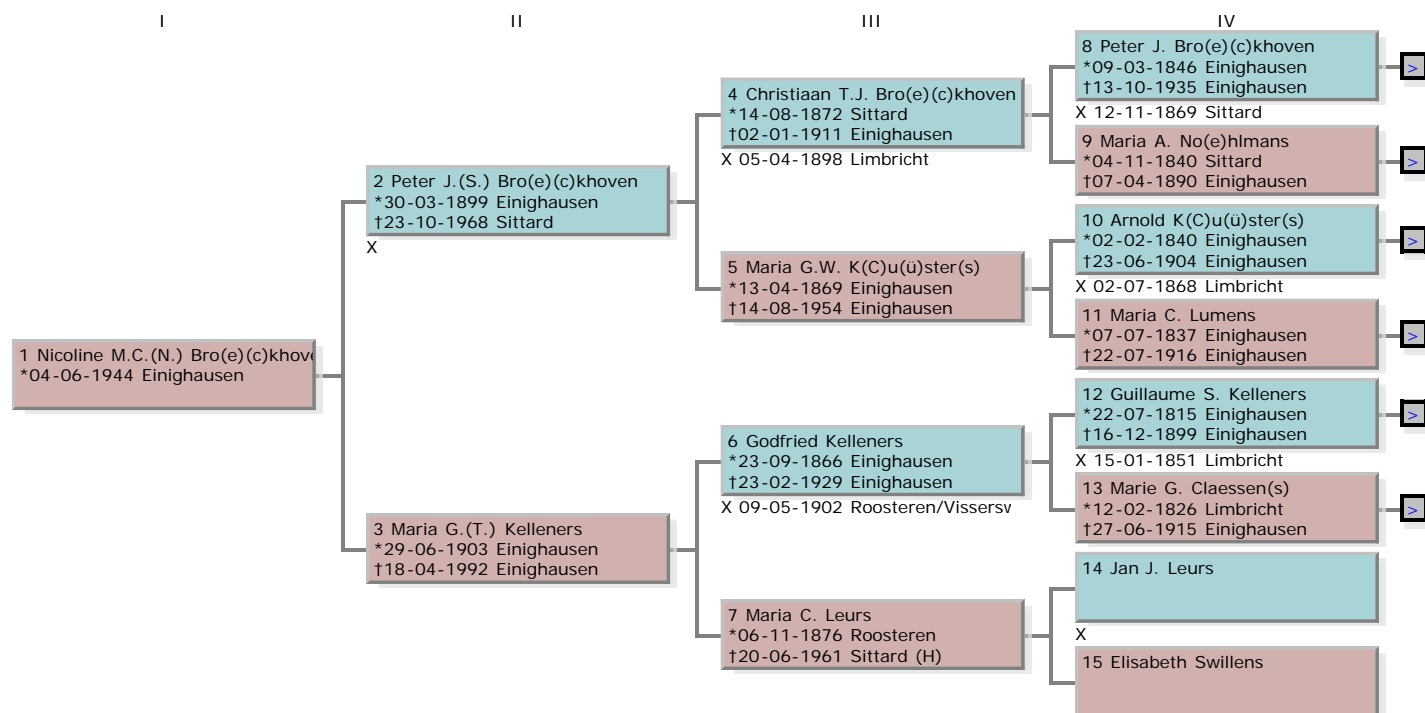 I
II
III
IV
1 Nicoline M.C.(N.) Bro(e)(c)khove
*04-06-1944 Einighausen
2 Peter J.(S.) Bro(e)(c)khoven
*30-03-1899 Einighausen
†23-10-1968 Sittard
X
3 Maria G.(T.) Kelleners
*29-06-1903 Einighausen
†18-04-1992 Einighausen
4 Christiaan T.J. Bro(e)(c)khoven
*14-08-1872 Sittard
†02-01-1911 Einighausen
X 05-04-1898 Limbricht
5 Maria G.W. K(C)u(ü)ster(s)
*13-04-1869 Einighausen
†14-08-1954 Einighausen
6 Godfried Kelleners
*23-09-1866 Einighausen
†23-02-1929 Einighausen
X 09-05-1902 Roosteren/Vissersw
7 Maria C. Leurs
*06-11-1876 Roosteren
†20-06-1961 Sittard (H)
8 Peter J. Bro(e)(c)khoven
*09-03-1846 Einighausen
†13-10-1935 Einighausen
>
X 12-11-1869 Sittard
9 Maria A. No(e)hlmans
*04-11-1840 Sittard
†07-04-1890 Einighausen
>
10 Arnold K(C)u(ü)ster(s)
*02-02-1840 Einighausen
†23-06-1904 Einighausen
>
X 02-07-1868 Limbricht
11 Maria C. Lumens
*07-07-1837 Einighausen
†22-07-1916 Einighausen
>
12 Guillaume S. Kelleners
*22-07-1815 Einighausen
†16-12-1899 Einighausen
>
X 15-01-1851 Limbricht
13 Marie G. Claessen(s)
*12-02-1826 Limbricht
†27-06-1915 Einighausen
>
14 Jan J. Leurs
X
15 Elisabeth Swillens